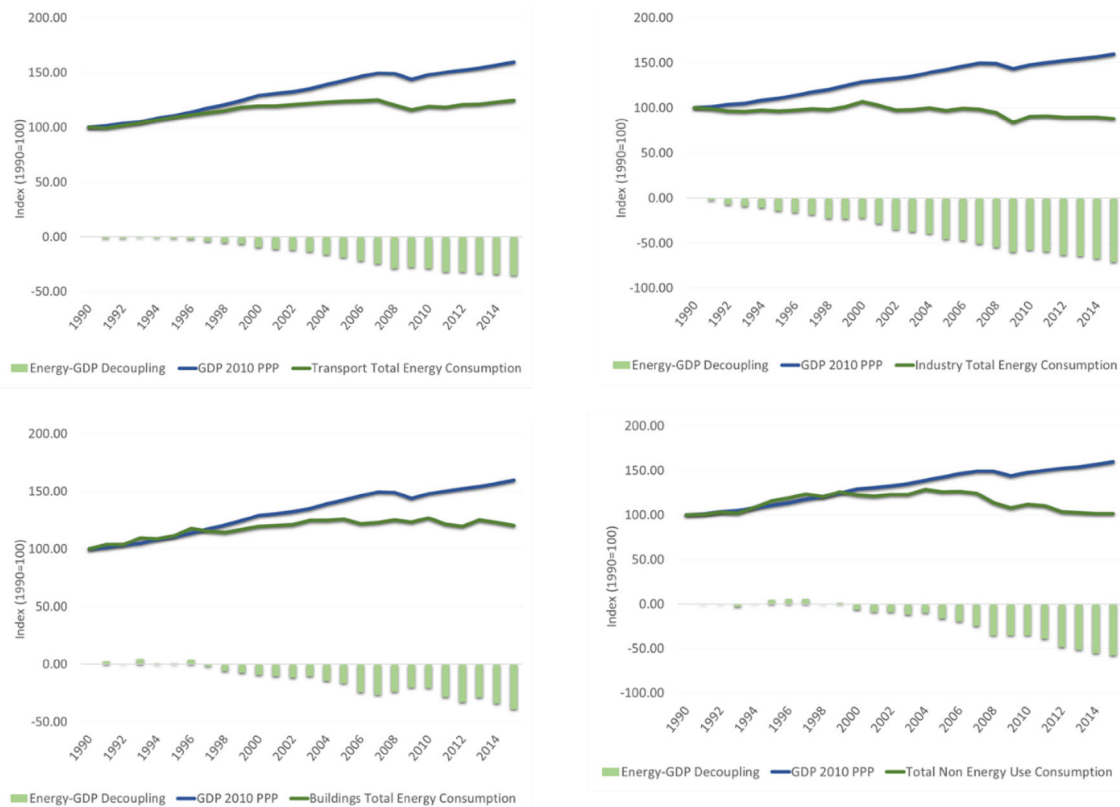 200.00
150.00
100.00
50.00
0.00
-50.00
Index (1990=100)
1990 1992 1994 1996 1998 2000 2002 2004 2006 2008 2010 2012 2014
Energy-GDP Decoupling GDP 2010 PPP Transport Total Energy Consumption
200.00
150.00
100.00
50.00
0.00
-50.00
-100.00
Index (1990=100)
1990 1992 1994 1996 1998 2000 2002 2004 2006 2008 2010 2012 2014
Energy-GDP Decoupling GDP 2010 PPP Industry Total Energy Consumption
200.00
150.00
100.00
50.00
0.00
-50.00
Index (1990=100)
1990 1992 1994 1996 1998 2000 2002 2004 2006 2008 2010 2012 2014
Energy-GDP Decoupling GDP 2010 PPP Buildings Total Energy Consumption
200.00
150.00
100.00
50.00
0.00
-50.00
-100.00
Index (1990=100)
1990 1992 1994 1996 1998 2000 2002 2004 2006 2008 2010 2012 2014
Energy-GDP Decoupling GDP 2010 PPP Total Non Energy Use Consumption